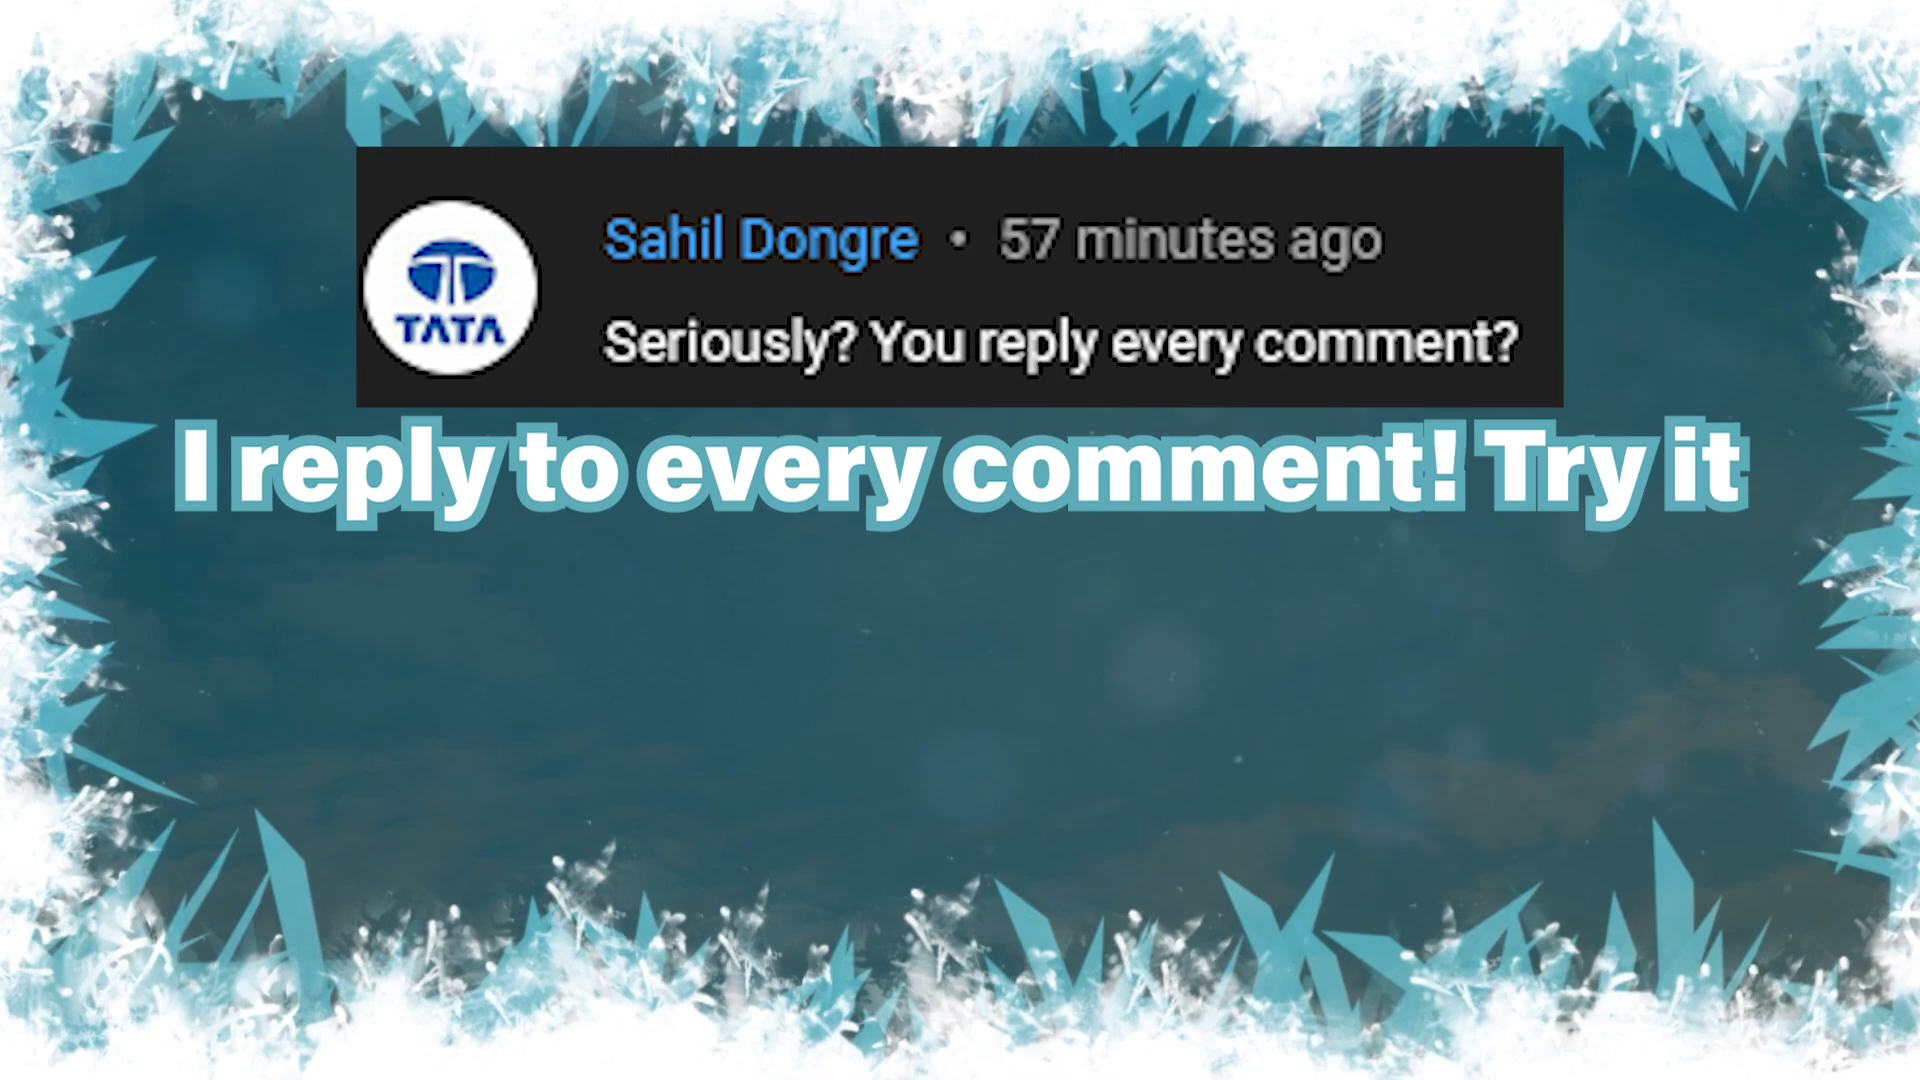 Sahil Dongre • 57 minutes ago
TATA
Seriously? You reply every comment?
I reply to every comment! Try it